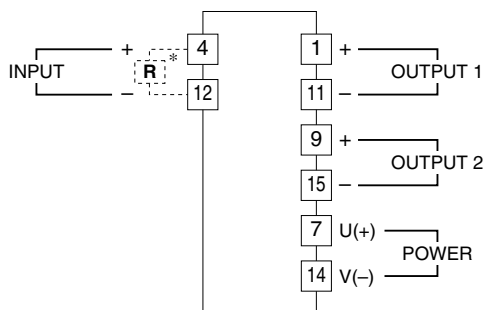 + 4 1 +
INPUT R * OUTPUT 1
– 12 11 –
9 +
OUTPUT 2
15 –
7 U(+)
POWER
14 V(–)